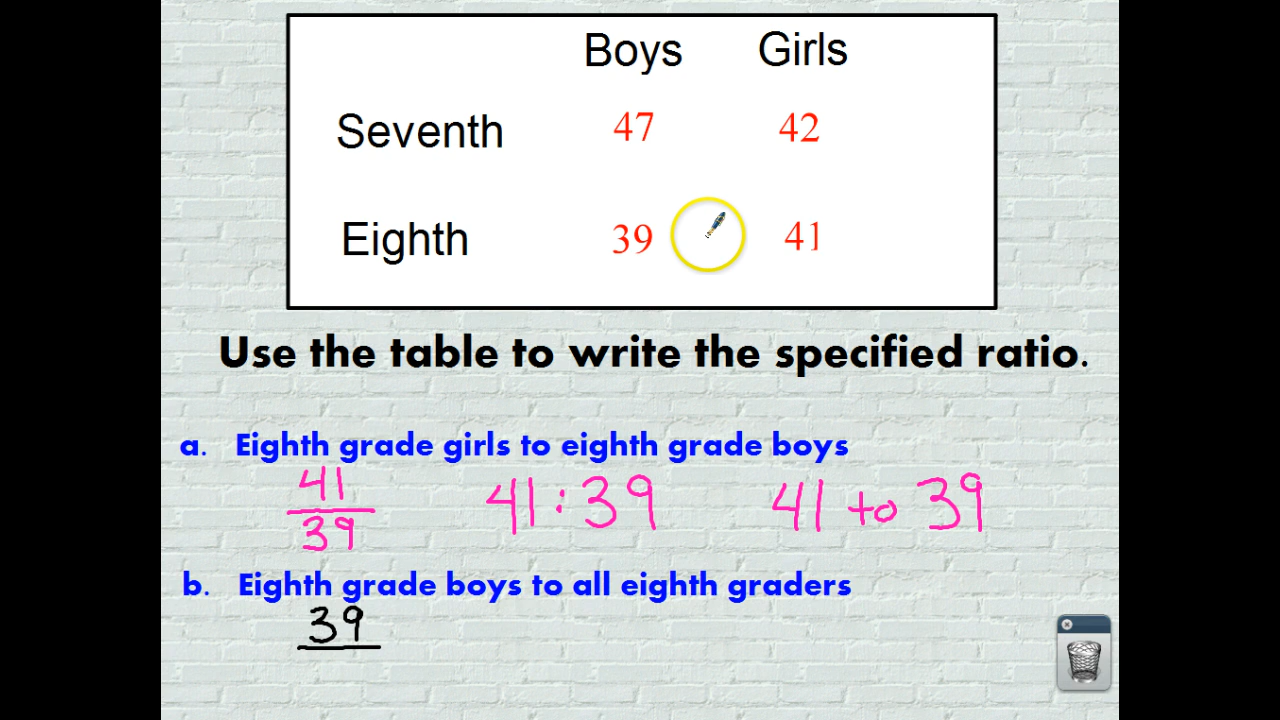 Boys Girls
Seventh 47 42
Eighth 39 41
Use the table to write the specified ratio.
a. Eighth grade girls to eighth grade boys
41/39 41:39 41 to 39
b. Eighth grade boys to all eighth graders
39